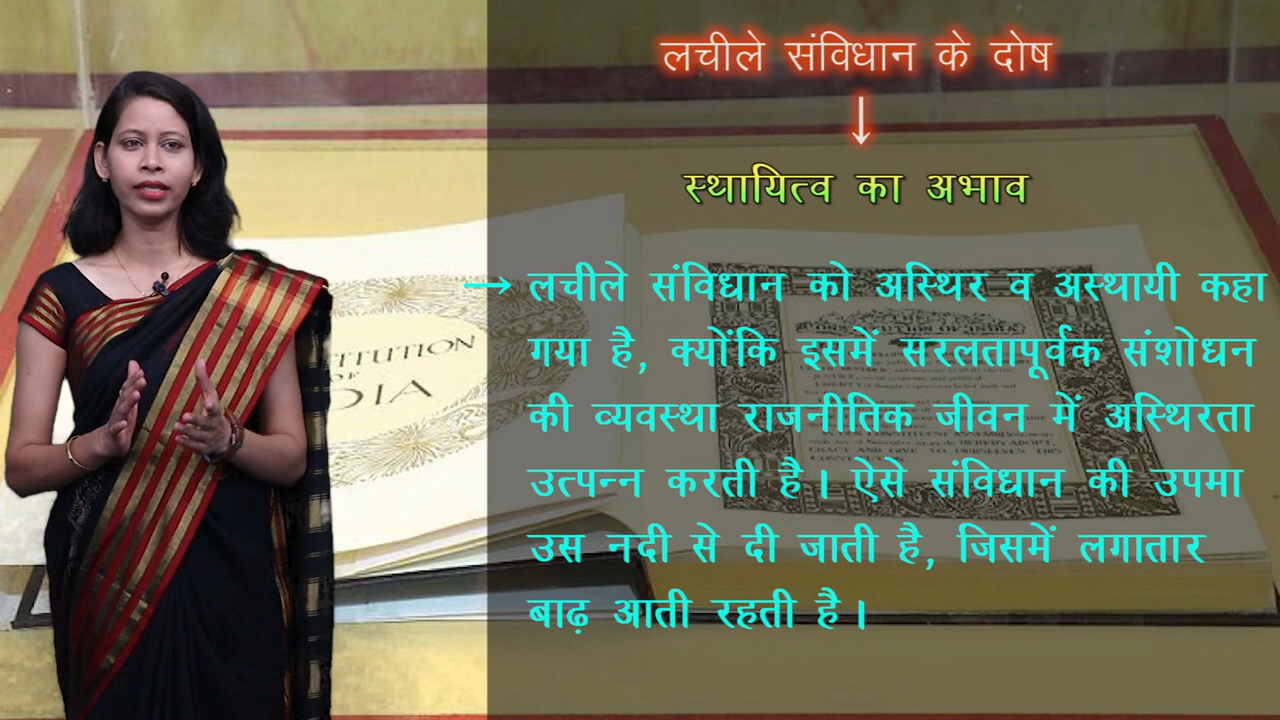 लचीले संविधान के दोष
↓
स्थायित्व का अभाव
→ लचीले संविधान को अस्थिर व अस्थायी कहा
गया है, क्योंकि इसमें सरलतापूर्वक संशोधन
की व्यवस्था राजनीतिक जीवन में अस्थिरता
उत्पन्न करती है। ऐसे संविधान की उपमा
उस नदी से दी जाती है, जिसमें लगातार
बाढ़ आती रहती है।